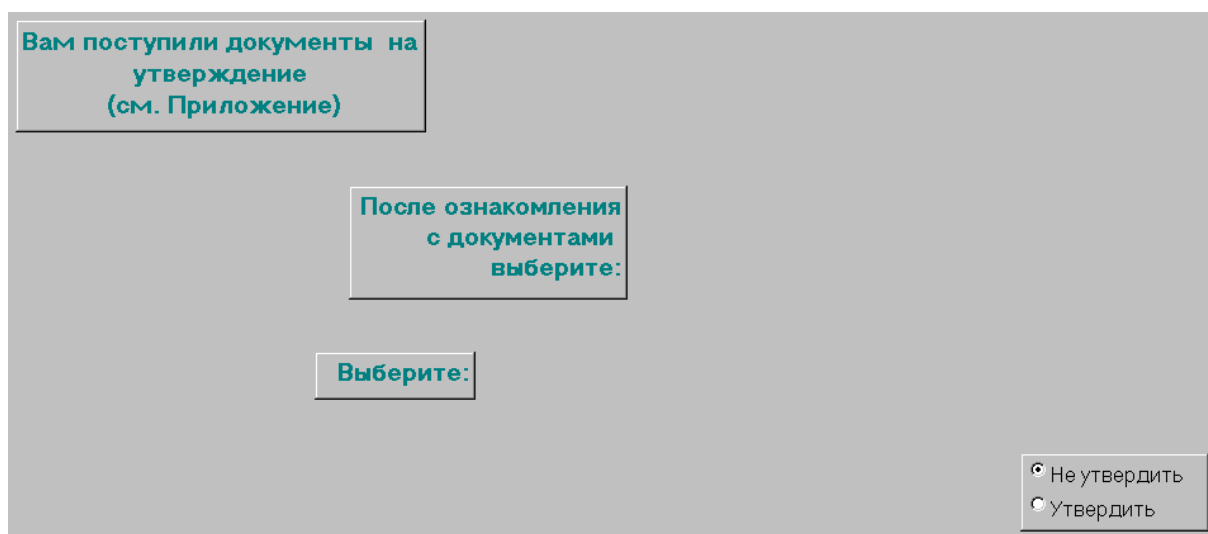 Вам поступили документы на
утверждение
(см. Приложение)
После ознакомления
с документами
выберите:
Выберите:
Не утвердить
Утвердить